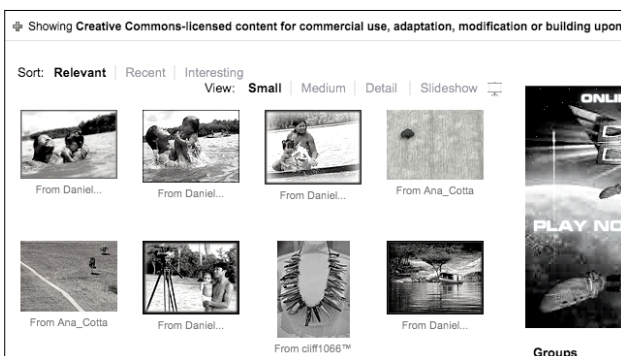 Showing Creative Commons-licensed content for commercial use, adaptation, modification or building upon
Sort: Relevant Recent Interesting
View: Small Medium Detail Slideshow
ONLI
From Daniel...
From Daniel...
From Daniel...
From Ana_Cotta
PLAY NO
From Ana_Cotta
From Daniel...
From cliff1066™
From Daniel...
Groups